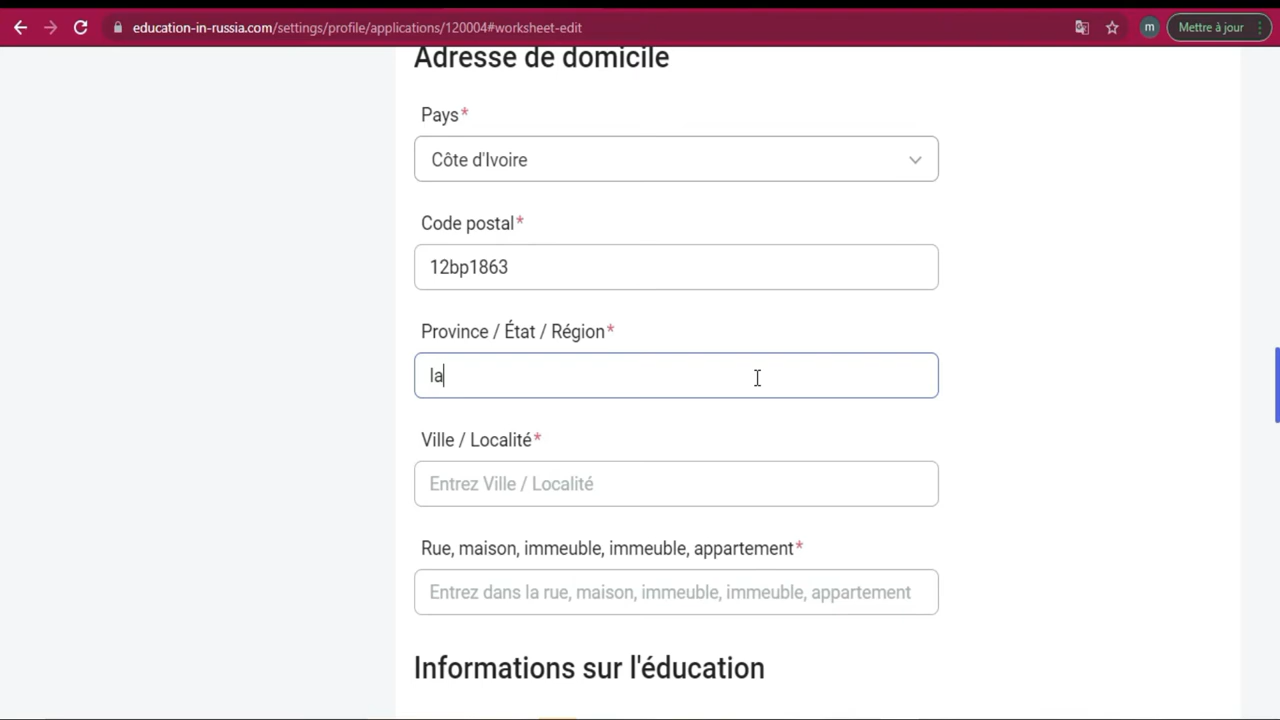 education-in-russia.com/settings/profile/applications/120004#worksheet-edit
m
Mettre à jour
Adresse de domicile
Pays*
Côte d'Ivoire
Code postal*
12bp1863
Province / État / Région*
la
Ville / Localité*
Entrez Ville / Localité
Rue, maison, immeuble, immeuble, appartement*
Entrez dans la rue, maison, immeuble, immeuble, appartement
Informations sur l'éducation